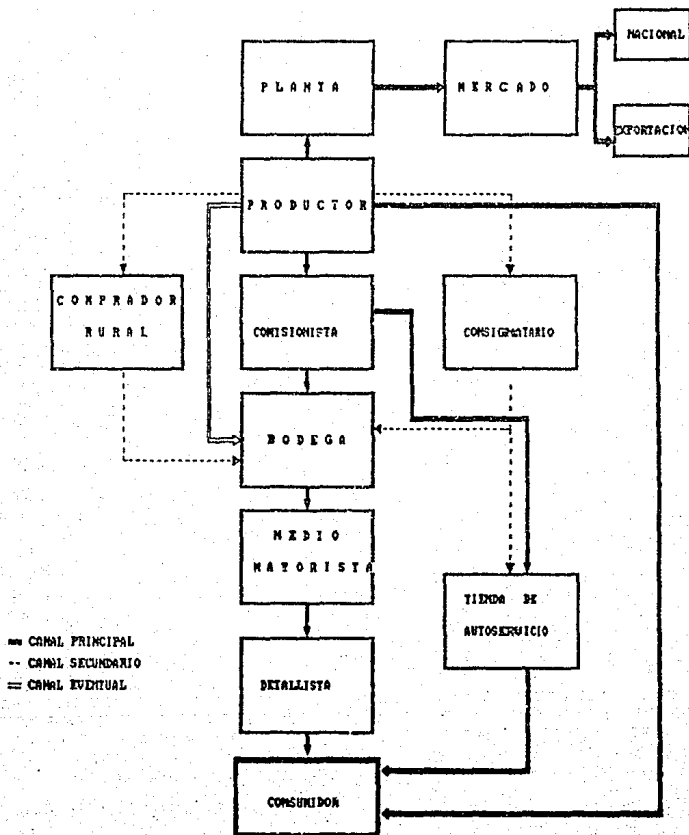 NACIONAL
PLANTA
MERCADO
EXPORTACION
PRODUCTOR
COMPRADOR
RURAL
COMISIONISTA
CONSIGNATARIO
BODEGA
MEDIO
MAYORISTA
TIENDA DE
AUTOSERVICIO
CANAL PRINCIPAL
CANAL SECUNDARIO
CANAL EVENTUAL
DETALLISTA
CONSUMIDOR